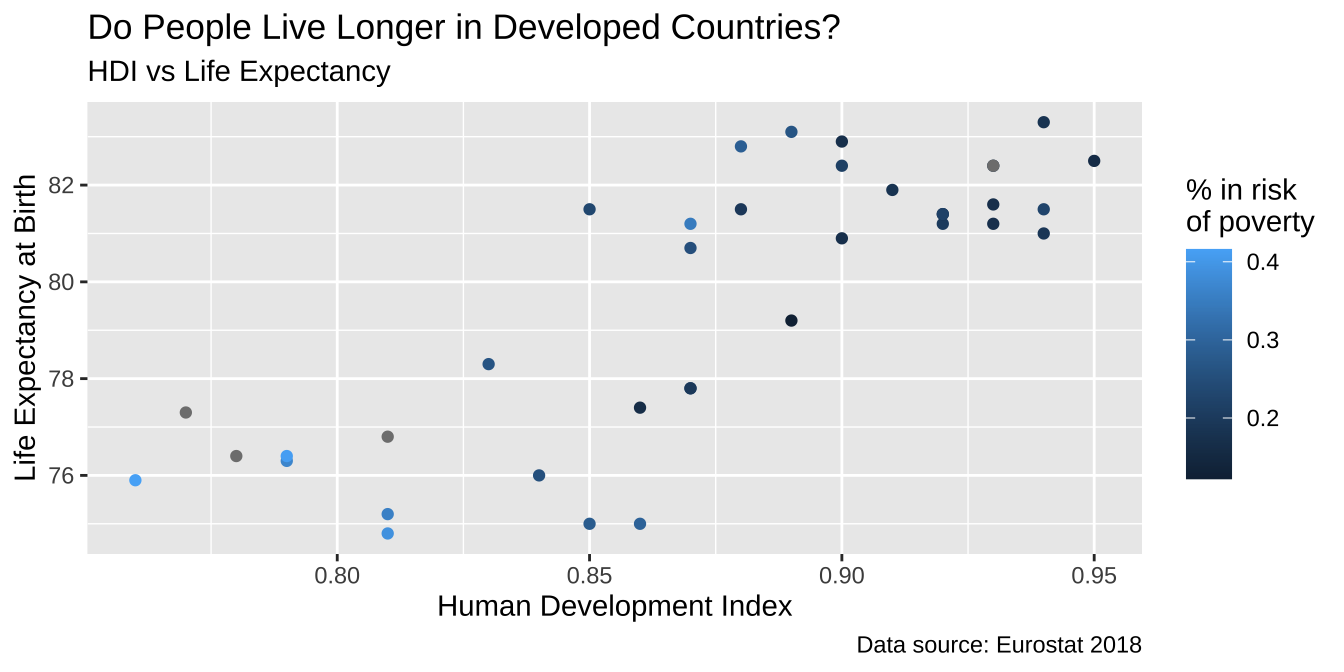 Do People Live Longer in Developed Countries?
HDI vs Life Expectancy
Life Expectancy at Birth
82
80
78
76
0.80
0.85
0.90
0.95
Human Development Index
% in risk
of poverty
0.4
0.3
0.2
Data source: Eurostat 2018